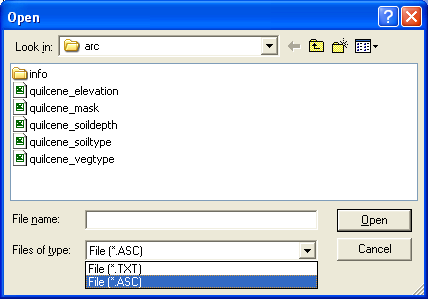 Open
Look in: arc
info
quilcene_elevation
quilcene_mask
quilcene_soildepth
quilcene_soiltype
quilcene_vegtype
File name:
Open
Files of type: File (*.ASC)
Cancel
File (*.TXT)
File (*.ASC)